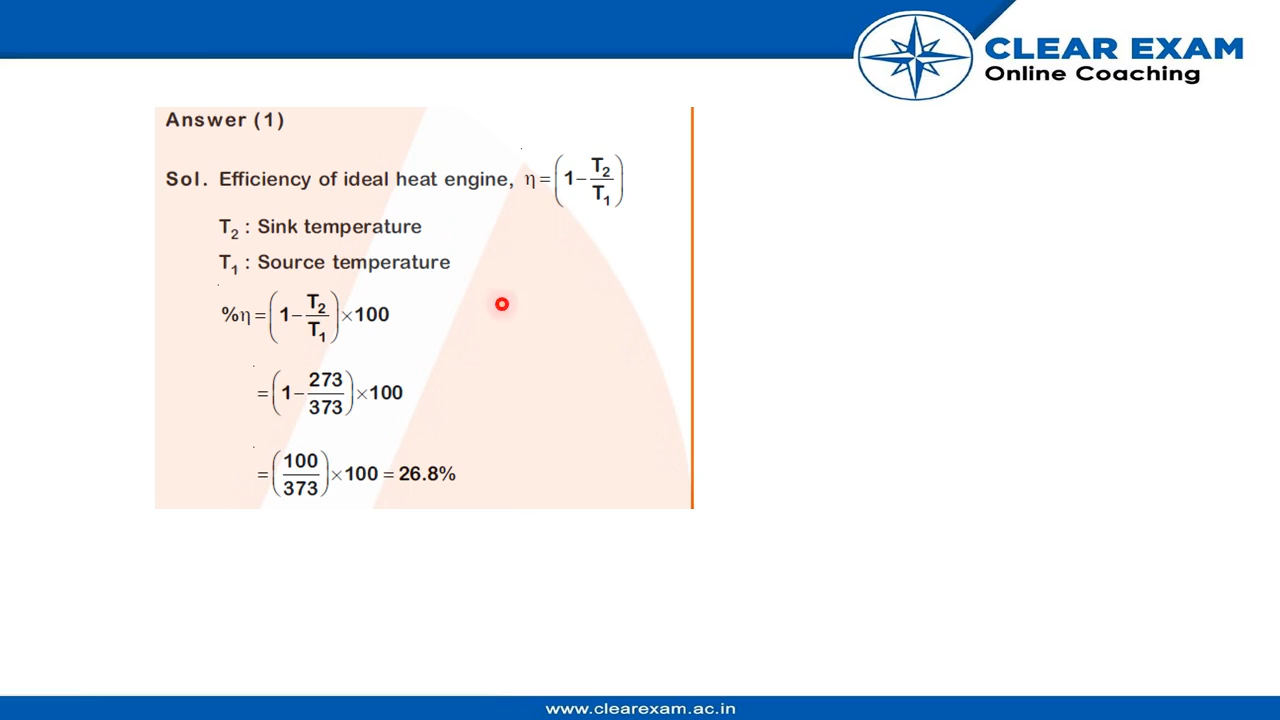 CLEAR EXAM
Online Coaching
Answer (1)
Sol. Efficiency of ideal heat engine, η = (1 − T₂/T₁)
T₂ : Sink temperature
T₁ : Source temperature
%η = (1 − T₂/T₁) × 100
= (1 − 273/373) × 100
= (100/373) × 100 = 26.8%
www.clearexam.ac.in